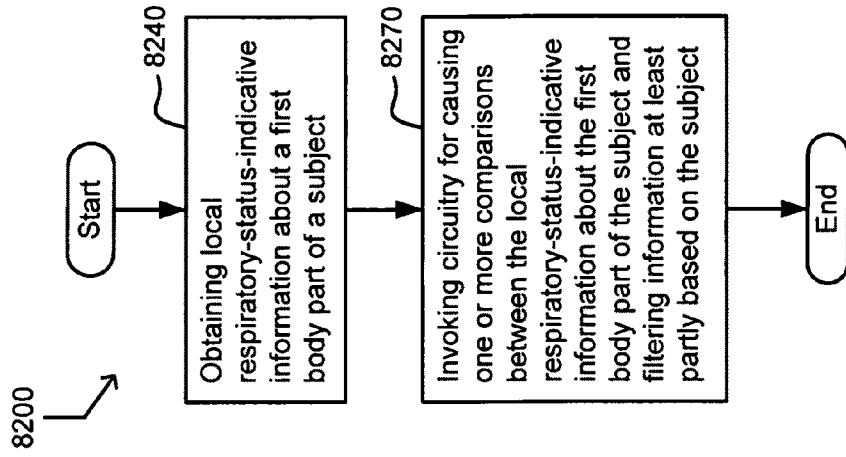 8200
Start
8240
Obtaining local
respiratory-status-indicative
information about a first
body part of a subject
8270
Invoking circuitry for causing
one or more comparisons
between the local
respiratory-status-indicative
information about the first
body part of the subject and
filtering information at least
partly based on the subject
End